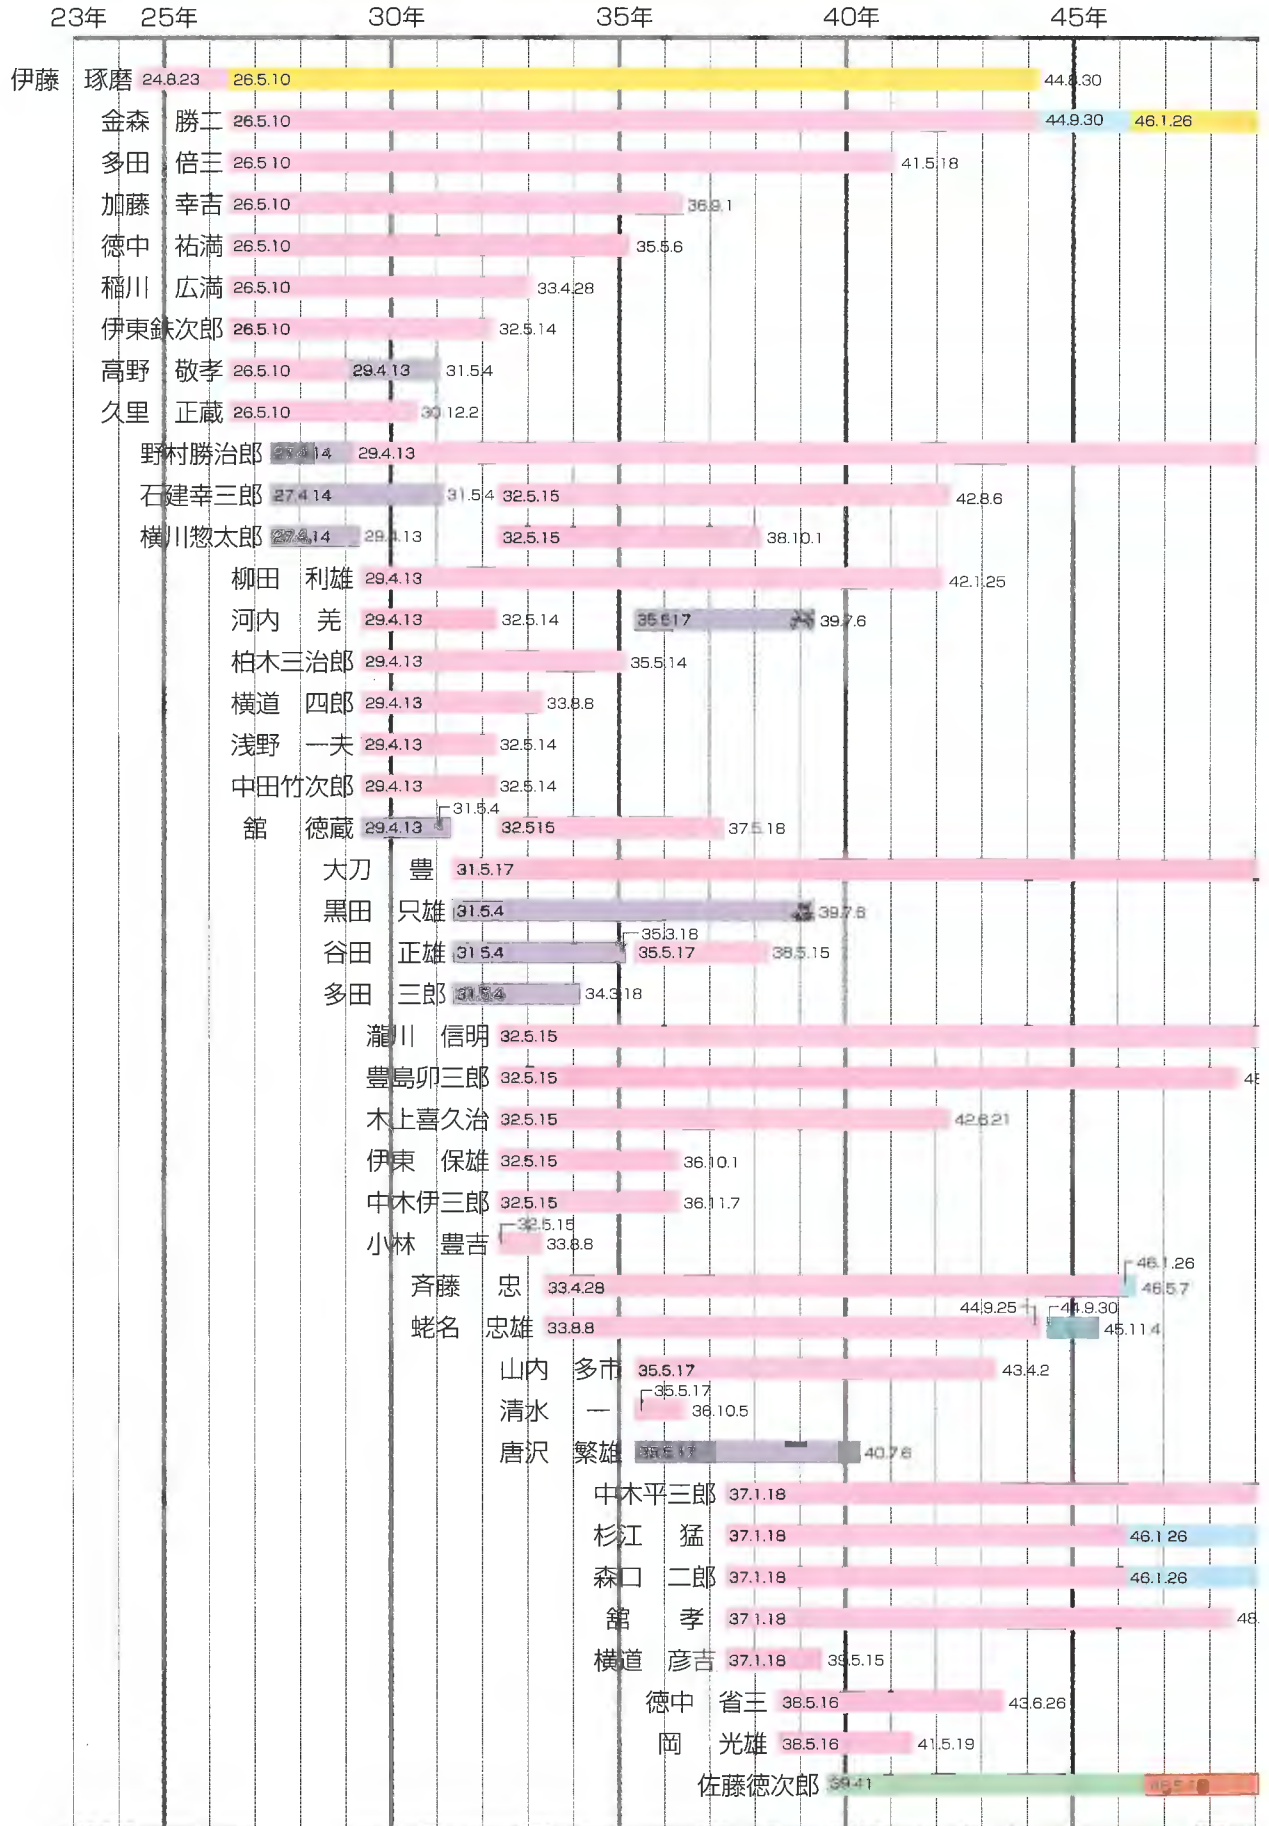 23年 25年 30年 35年 40年 45年
伊藤 琢磨 24.8.23 26.5.10 44.8.30
金森 勝二 26.5.10 44.9.30 46.1.26
多田 倍三 26.5.10 41.5.18
加藤 幸吉 26.5.10 36.9.1
徳中 祐満 26.5.10 35.5.6
稲川 広満 26.5.10 33.4.28
伊東鉄次郎 26.5.10 32.5.14
高野 敬孝 26.5.10 29.4.13 31.5.4
久里 正蔵 26.5.10 30.12.2
野村勝治郎 27.4.14 29.4.13
石建幸三郎 27.4.14 31.5.4 32.5.15 42.8.6
横川惣太郎 27.4.14 29.4.13 32.5.15 38.10.1
柳田 利雄 29.4.13 42.1.25
河内 羌 29.4.13 32.5.14 35.5.17 39.7.6
柏木三治郎 29.4.13 35.5.14
横道 四郎 29.4.13 33.8.8
浅野 一夫 29.4.13 32.5.14
中田竹次郎 29.4.13 32.5.14
舘 徳蔵 29.4.13 31.5.4 32.515 37.5.18
大刀 豊 31.5.17
黒田 只雄 31.5.4 39.7.6
谷田 正雄 31.5.4 35.3.18 35.5.17 38.5.15
多田 三郎 31.5.4 34.3.18
瀧川 信明 32.5.15
豊島卯三郎 32.5.15
木上喜久治 32.5.15 42.6.21
伊東 保雄 32.5.15 36.10.1
中木伊三郎 32.5.15 36.11.7
小林 豊吉 32.5.15 33.8.8
斉藤 忠 33.4.28 46.1.26 46.5.7
蛯名 忠雄 33.8.8 44.9.25 44.9.30 45.11.4
山内 多市 35.5.17 43.4.2
清水 一 35.5.17 36.10.5
唐沢 繁雄 35.5.17 40.7.6
中木平三郎 37.1.18
杉江 猛 37.1.18 46.1.26
森口 二郎 37.1.18 46.1.26
舘 孝 37.1.18 48.
横道 彦吉 37.1.18 39.5.15
徳中 省三 38.5.16 43.6.26
岡 光雄 38.5.16 41.5.19
佐藤徳次郎 39.41